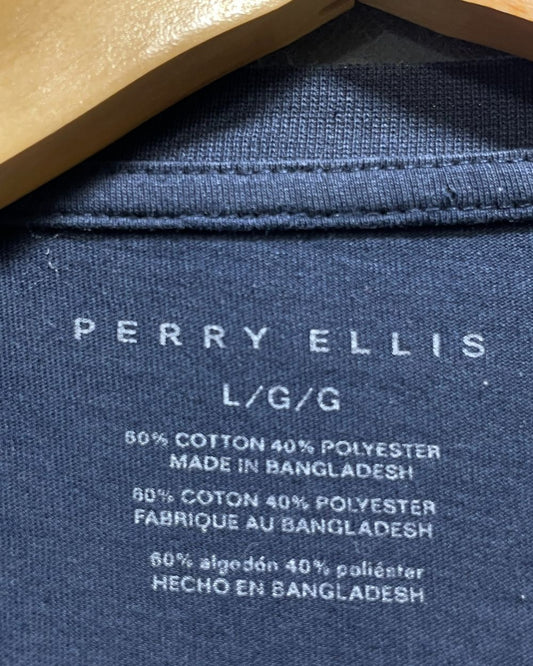 PERRY ELLIS
L/G/G
60% COTTON 40% POLYESTER
MADE IN BANGLADESH
60% COTON 40% POLYESTER
FABRIQUE AU BANGLADESH
60% algodón 40% poliéster
HECHO EN BANGLADESH